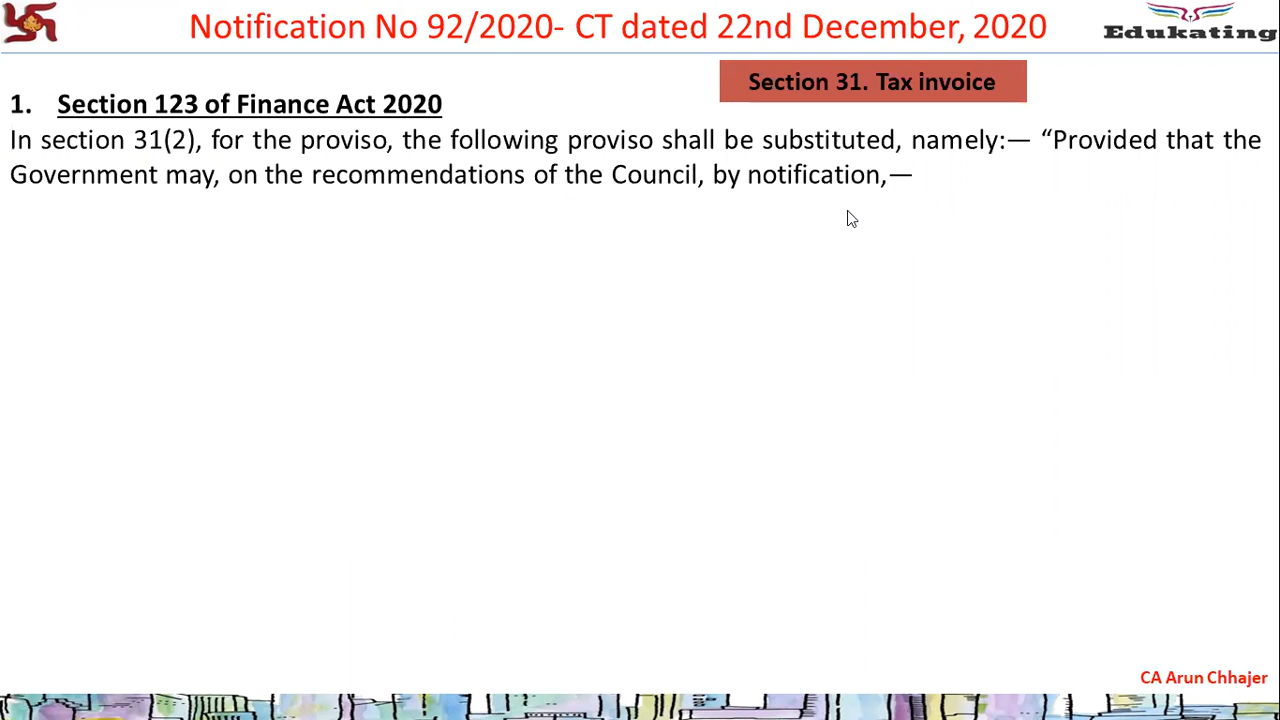 Notification No 92/2020- CT dated 22nd December, 2020
Edukating
Section 31. Tax invoice
1. Section 123 of Finance Act 2020
In section 31(2), for the proviso, the following proviso shall be substituted, namely:— “Provided that the
Government may, on the recommendations of the Council, by notification,—
CA Arun Chhajer